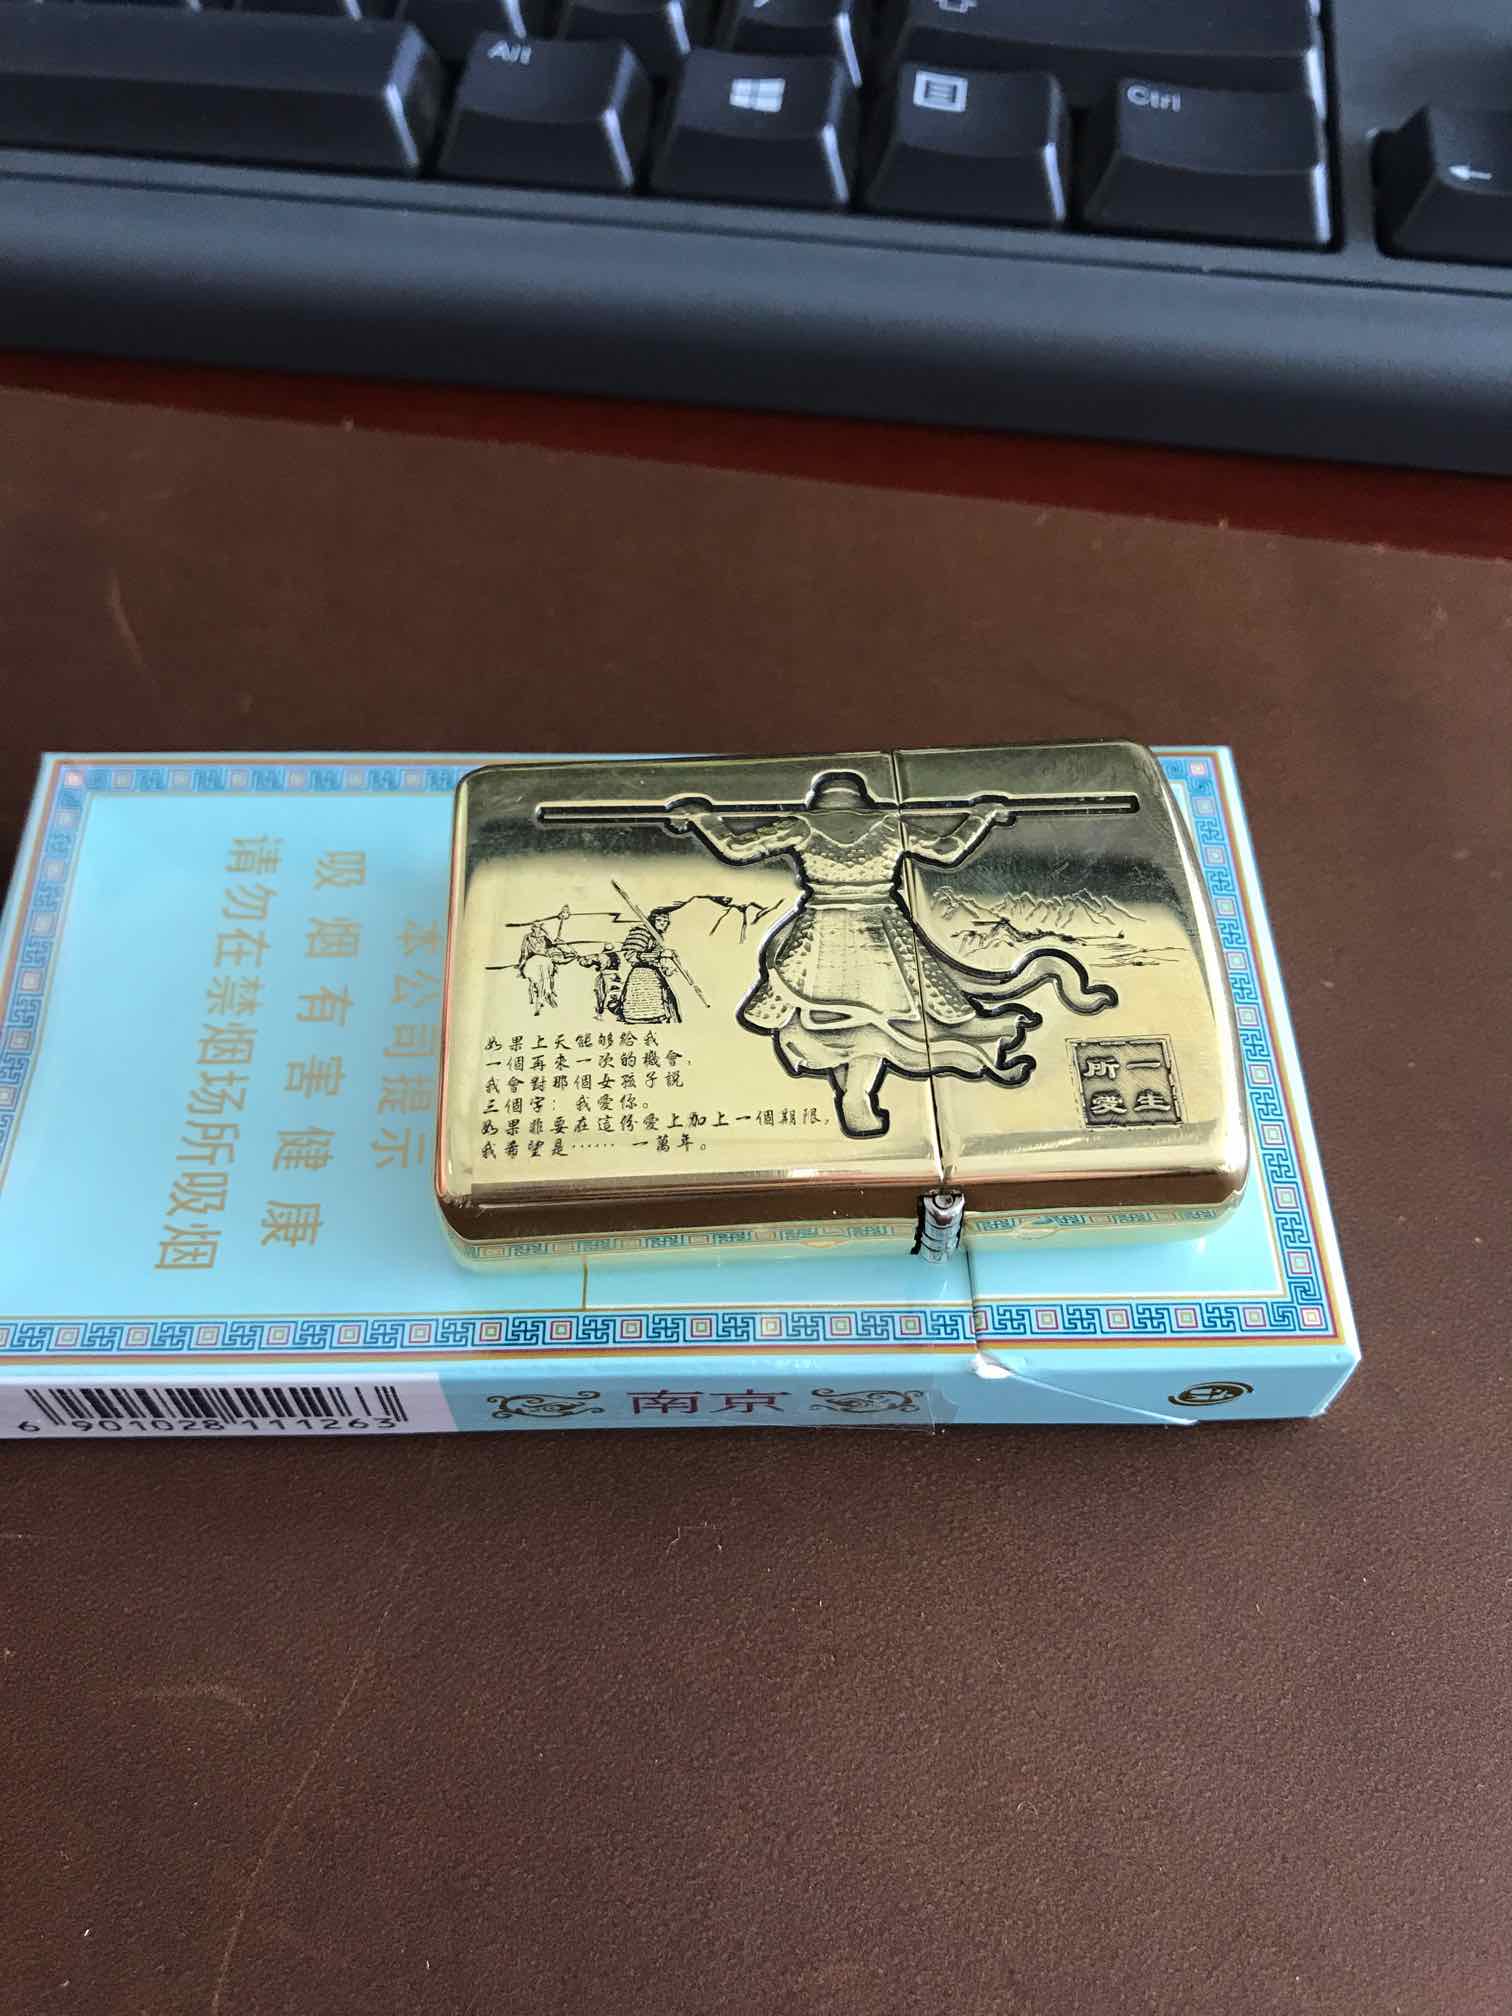 Alt
Ctrl
←
如果上天能够給我
一個再來一次的機會，
我會對那個女孩子說
三個字：我愛你。
如果非要在這份愛上加上一個期限，
我希望是…… 一萬年。
一生
所愛
本公司提示
吸烟有害健康
请勿在禁烟场所吸烟
6 901028 111263
南京